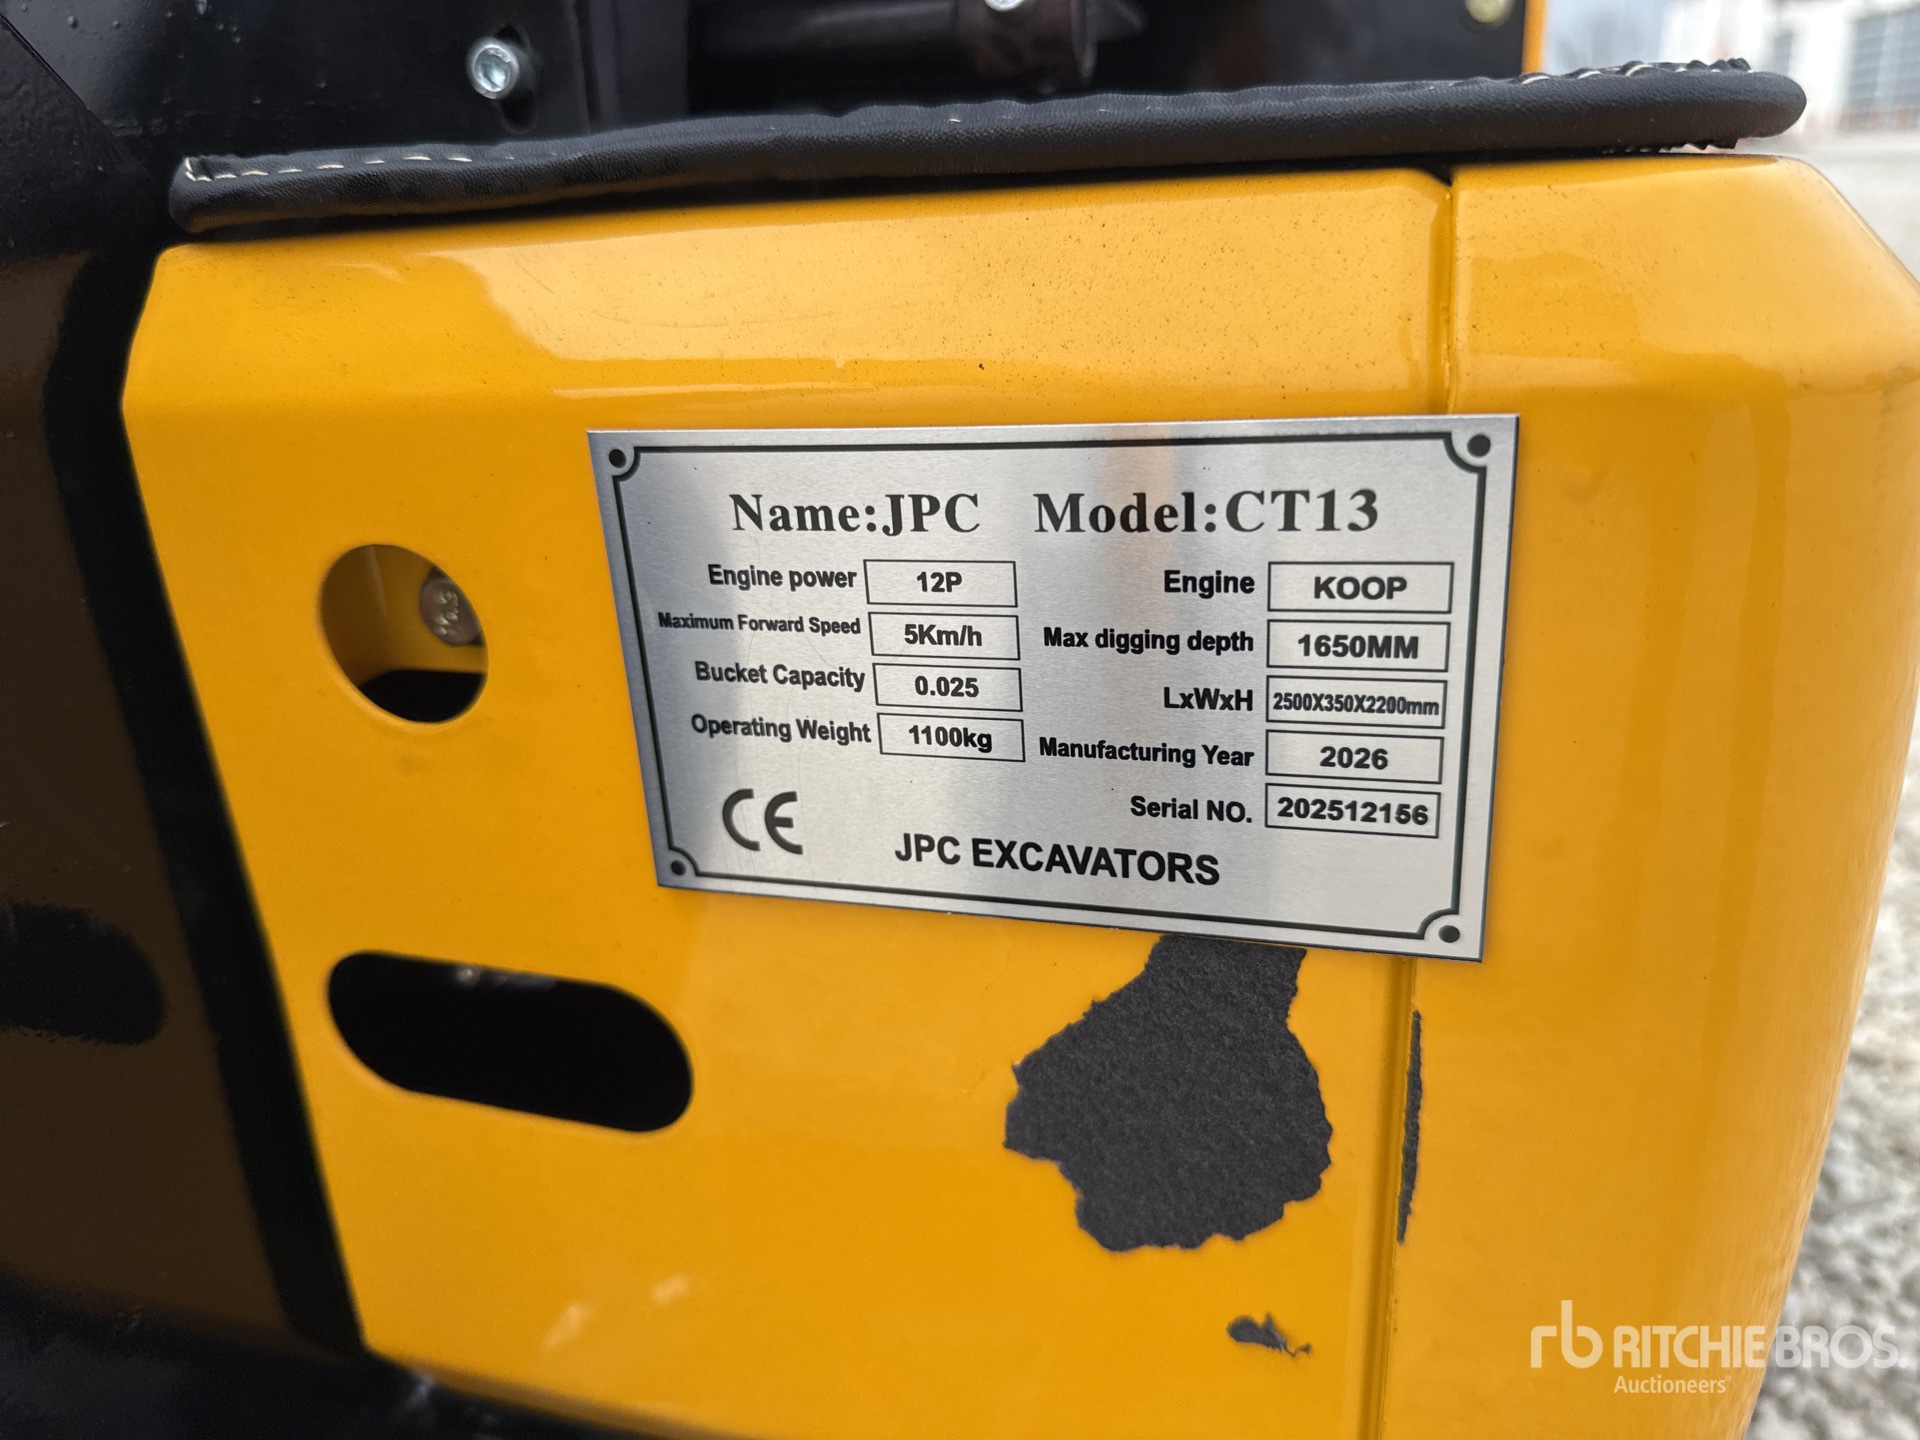 Name:JPC Model:CT13
Engine power 12P Engine KOOP
Maximum Forward Speed 5Km/h Max digging depth 1650MM
Bucket Capacity 0.025 LxWxH 2500X350X2200mm
Operating Weight 1100kg Manufacturing Year 2026
Serial NO. 202512156
CE JPC EXCAVATORS
rb RITCHIE BROS.
Auctioneers